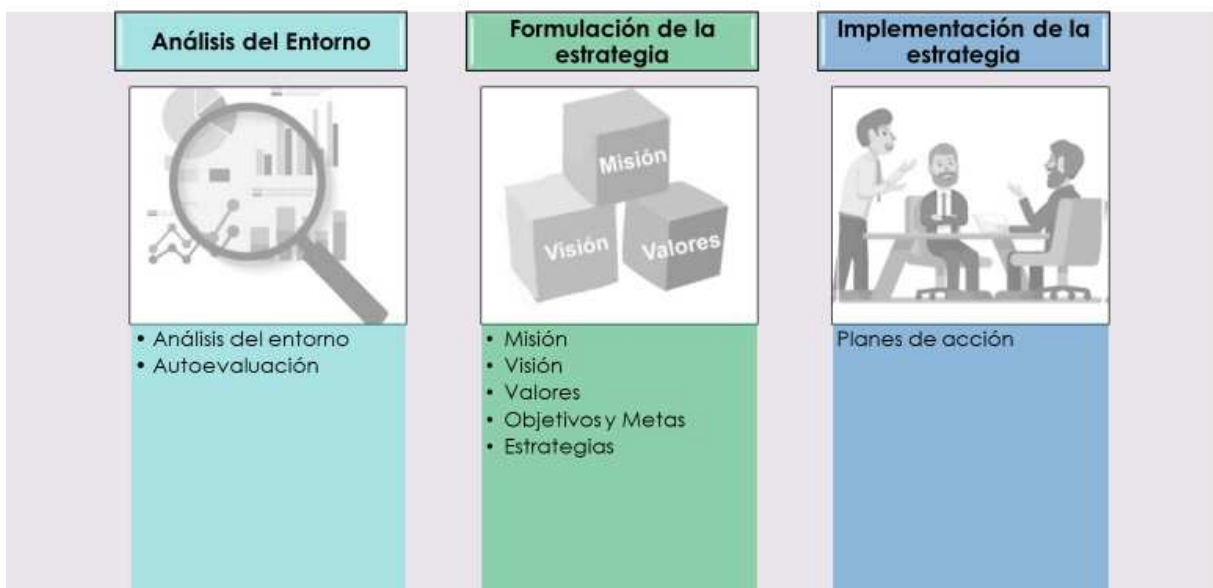 Análisis del Entorno
• Análisis del entorno
• Autoevaluación
Formulación de la
estrategia
Misión
Visión
Valores
• Misión
• Visión
• Valores
• Objetivos y Metas
• Estrategias
Implementación de la
estrategia
Planes de acción